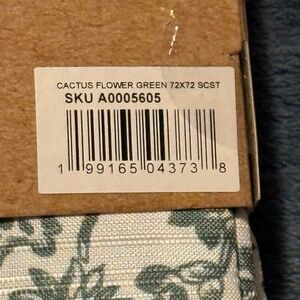 CACTUS FLOWER GREEN 72X72 SCST
SKU A0005605
1 99165 04373 8